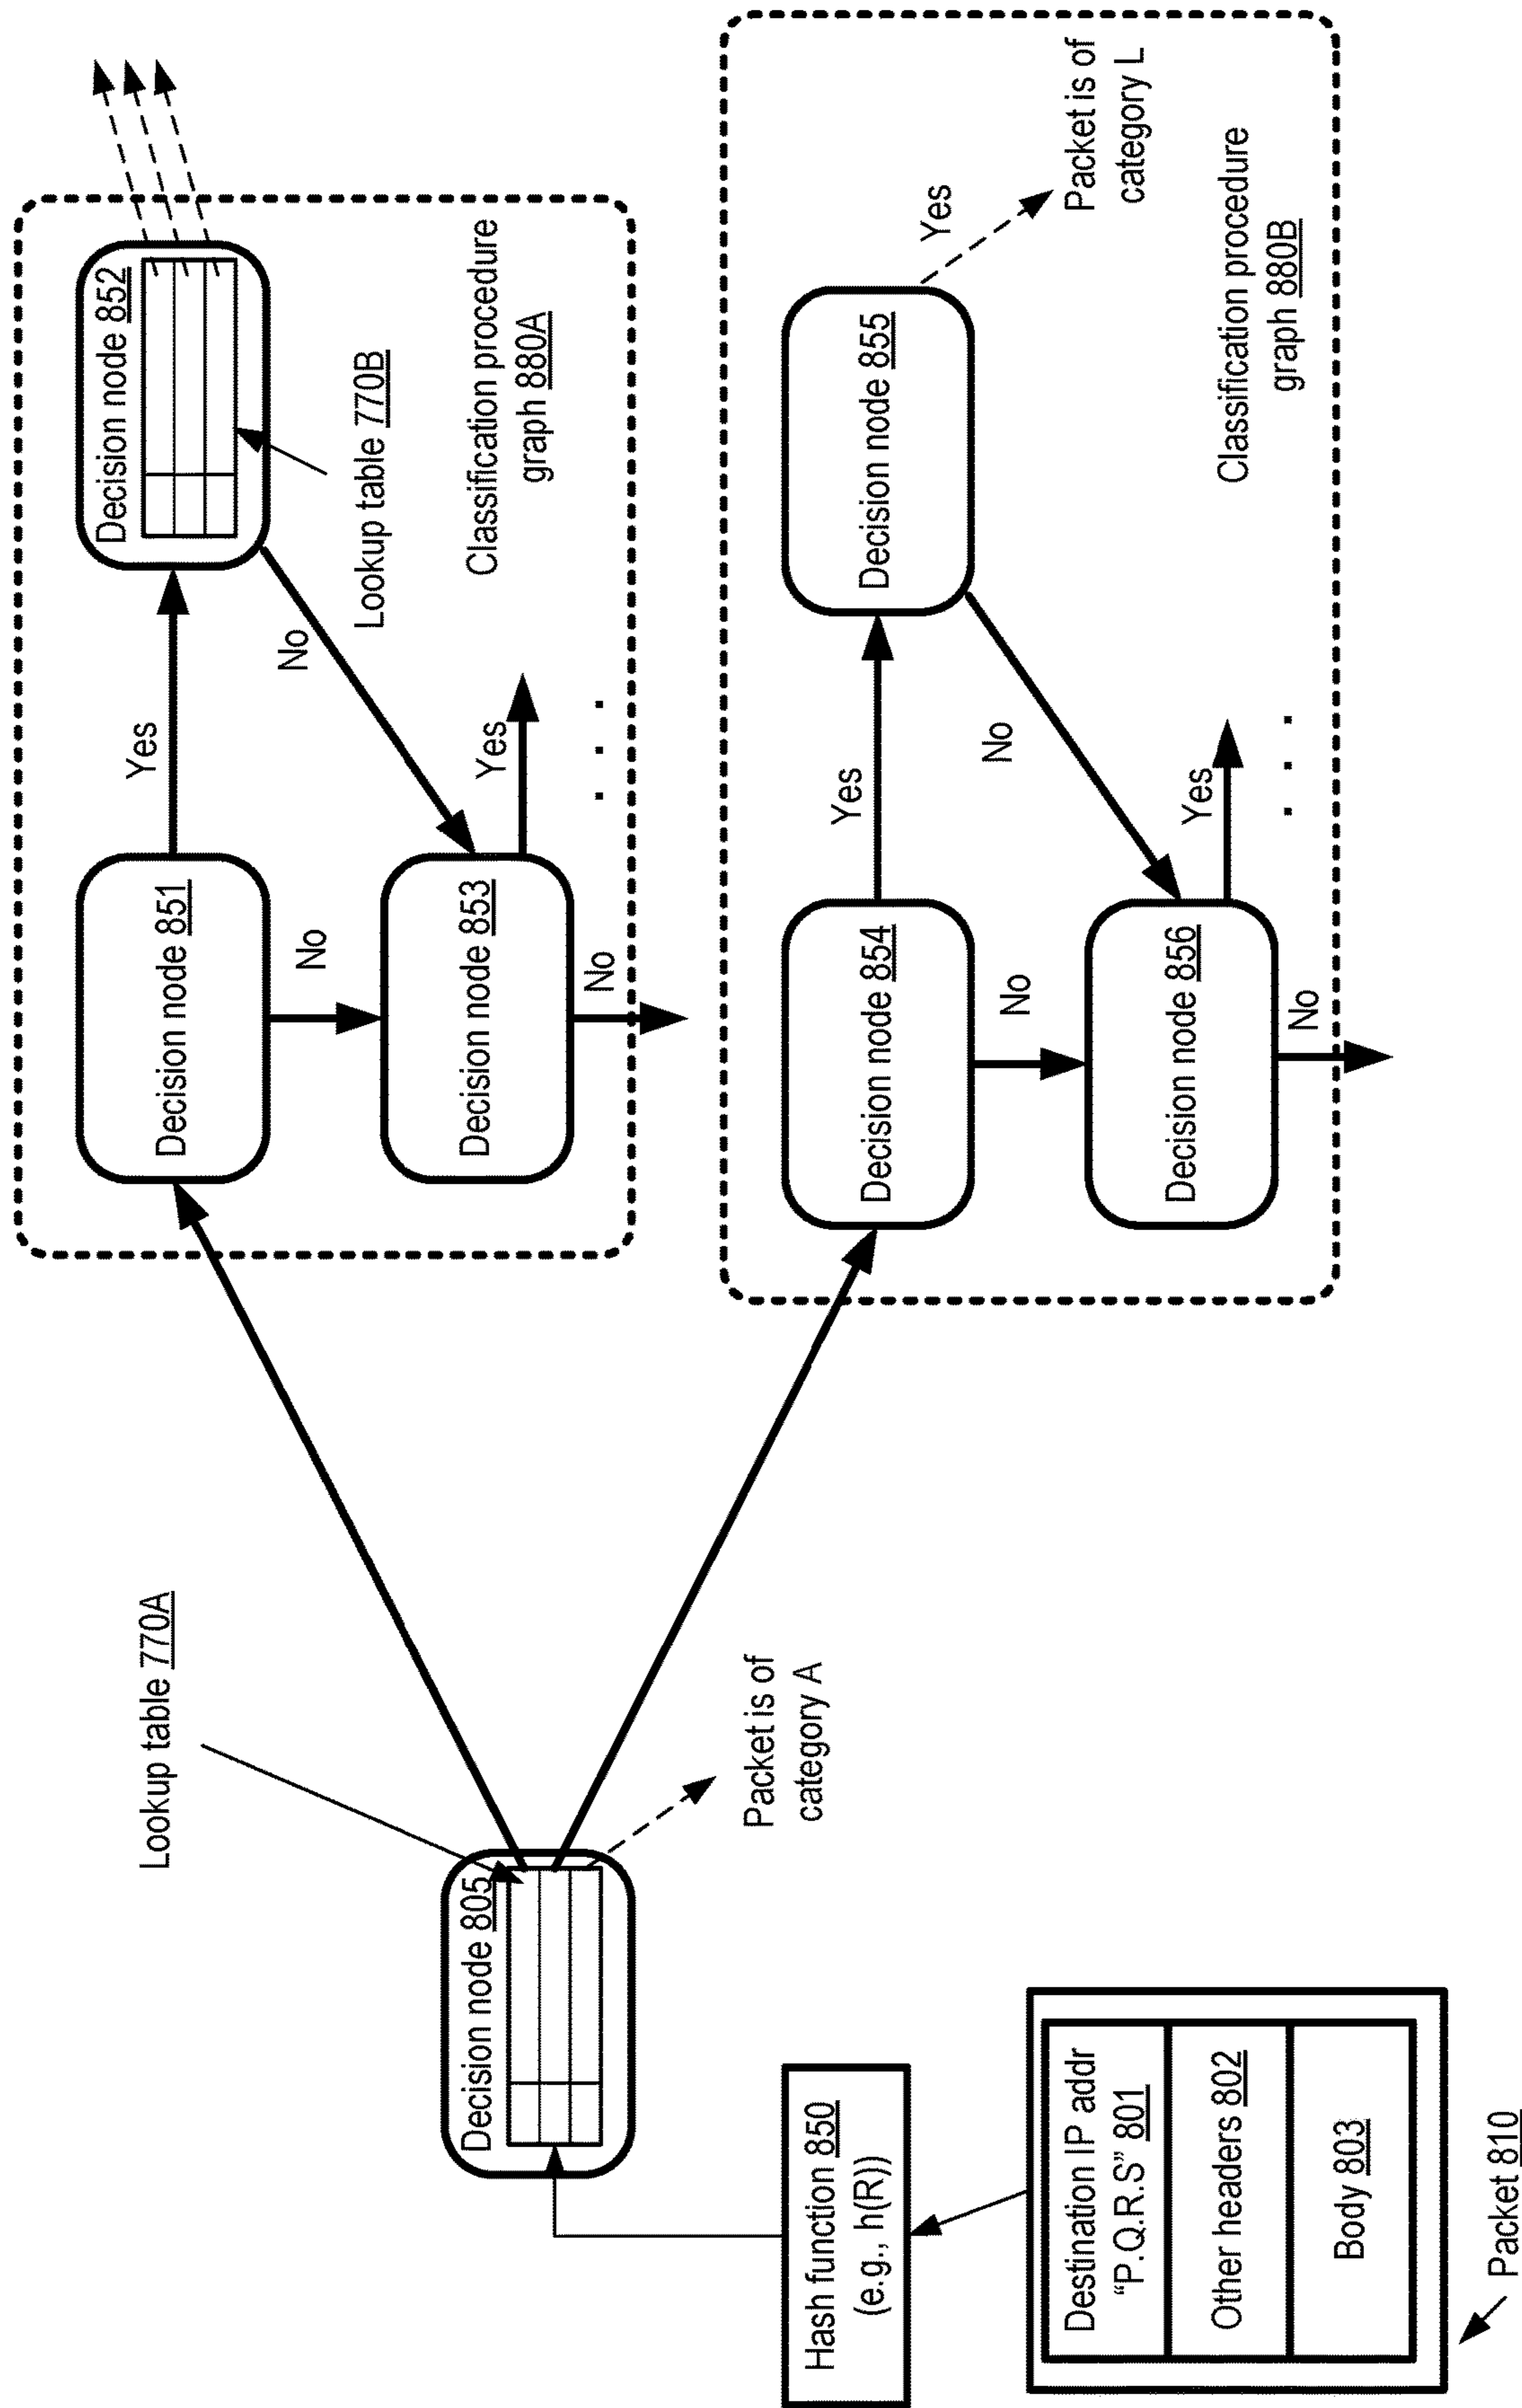 Packet 810
Destination IP addr
“P.Q.R.S” 801
Other headers 802
Body 803
Hash function 850
(e.g., h(R))
Decision node 805
Lookup table 770A
Packet is of
category A
Decision node 851
Yes
No
Decision node 852
Lookup table 770B
No
Decision node 853
Yes
No
. . .
Classification procedure
graph 880A
Decision node 854
Yes
No
Decision node 855
Yes
Packet is of
category L
No
Decision node 856
Yes
No
. . .
Classification procedure
graph 880B